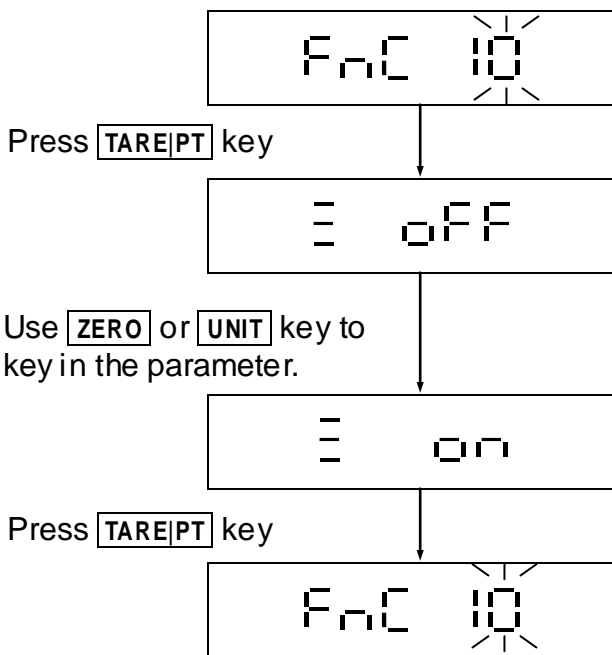 FnC 10
Press TARE|PT key
≡ oFF
Use ZERO or UNIT key to
key in the parameter.
≡ on
Press TARE|PT key
FnC 10